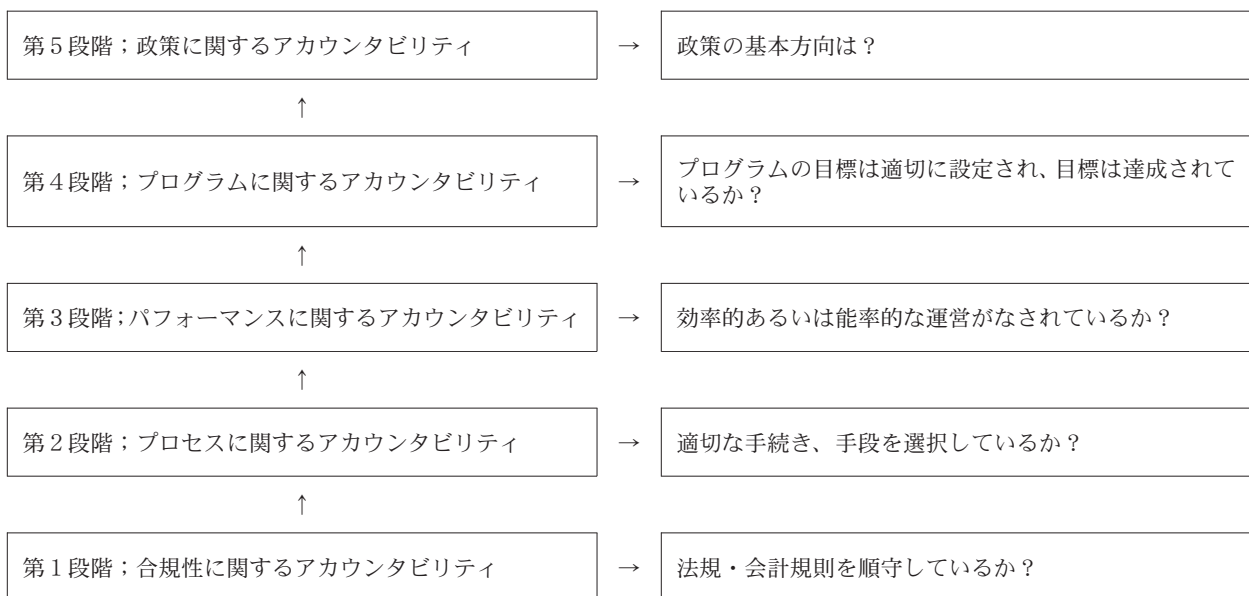 第５段階；政策に関するアカウンタビリティ → 政策の基本方向は？
↑
第４段階；プログラムに関するアカウンタビリティ → プログラムの目標は適切に設定され、目標は達成されて
いるか？
↑
第３段階；パフォーマンスに関するアカウンタビリティ → 効率的あるいは能率的な運営がなされているか？
↑
第２段階；プロセスに関するアカウンタビリティ → 適切な手続き、手段を選択しているか？
↑
第１段階；合規性に関するアカウンタビリティ → 法規・会計規則を順守しているか？